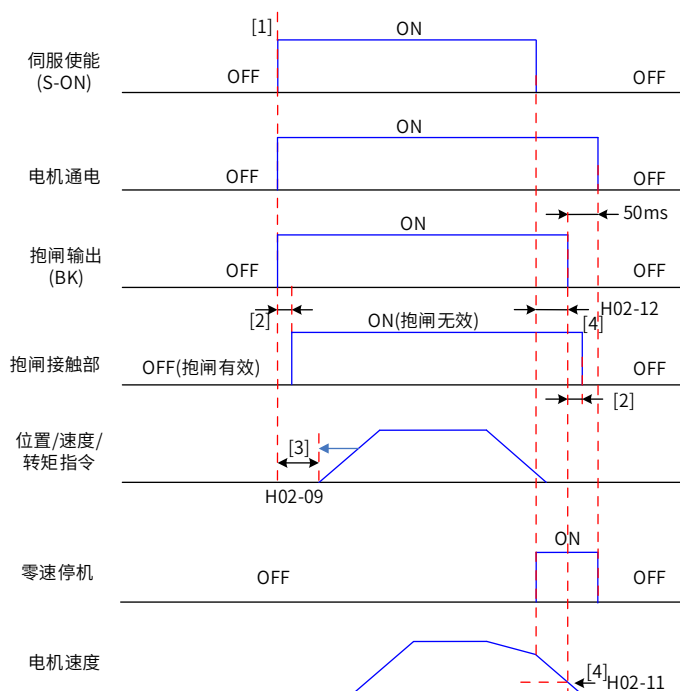 [1]
ON
伺服使能
(S-ON)
OFF
OFF
ON
电机通电
OFF
OFF
50ms
ON
抱闸输出
(BK)
OFF
OFF
[2]
ON(抱闸无效)
[4]
H02-12
抱闸接触部
OFF(抱闸有效)
OFF
[2]
位置/速度/
转矩指令
[3]
H02-09
ON
零速停机
OFF
OFF
电机速度
[4]
H02-11